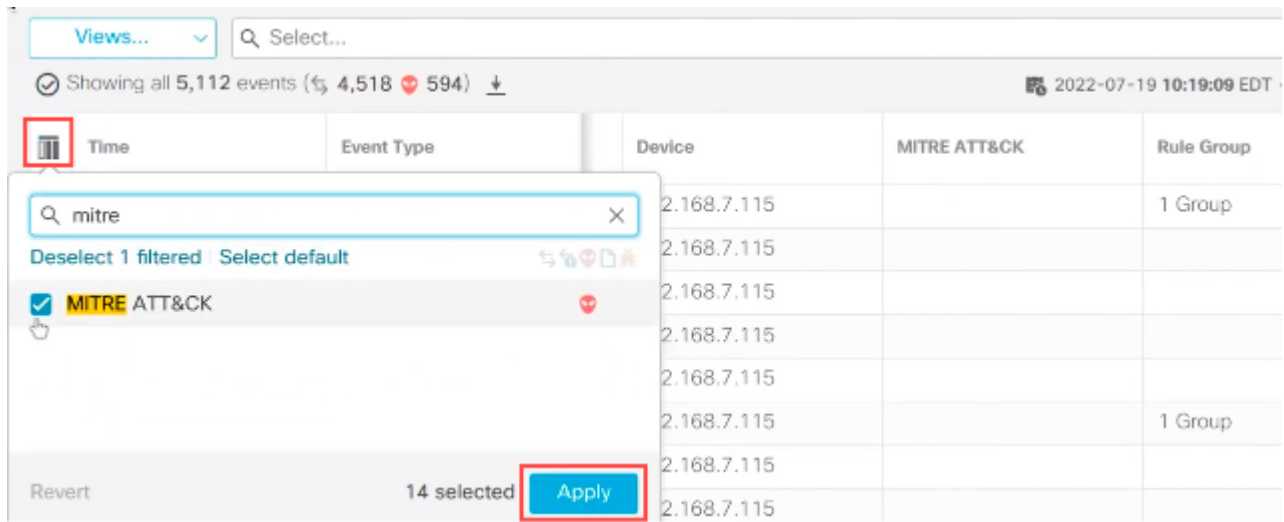 Views...
Select...
Showing all 5,112 events (4,518 594)
2022-07-19 10:19:09 EDT
Time Event Type Device MITRE ATT&CK Rule Group
mitre
2.168.7.115 1 Group
Deselect 1 filtered Select default
2.168.7.115
MITRE ATT&CK
2.168.7.115
2.168.7.115
2.168.7.115
2.168.7.115 1 Group
2.168.7.115
Revert 14 selected Apply
2.168.7.115